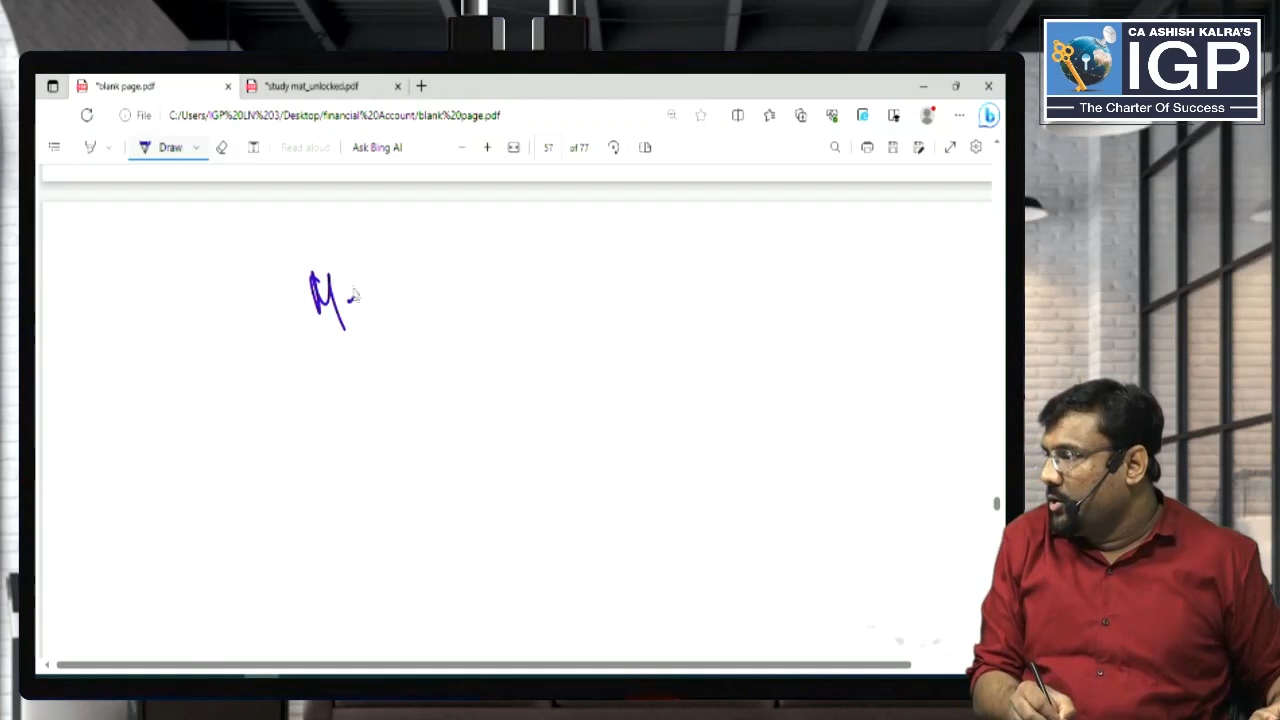 CA ASHISH KALRA'S
IGP
The Charter Of Success
*blank page.pdf
*study mat_unlocked.pdf
File C:/Users/IGP%20LN%203/Desktop/financial%20Account/blank%20page.pdf
Draw Read aloud Ask Bing AI 57 of 77
M